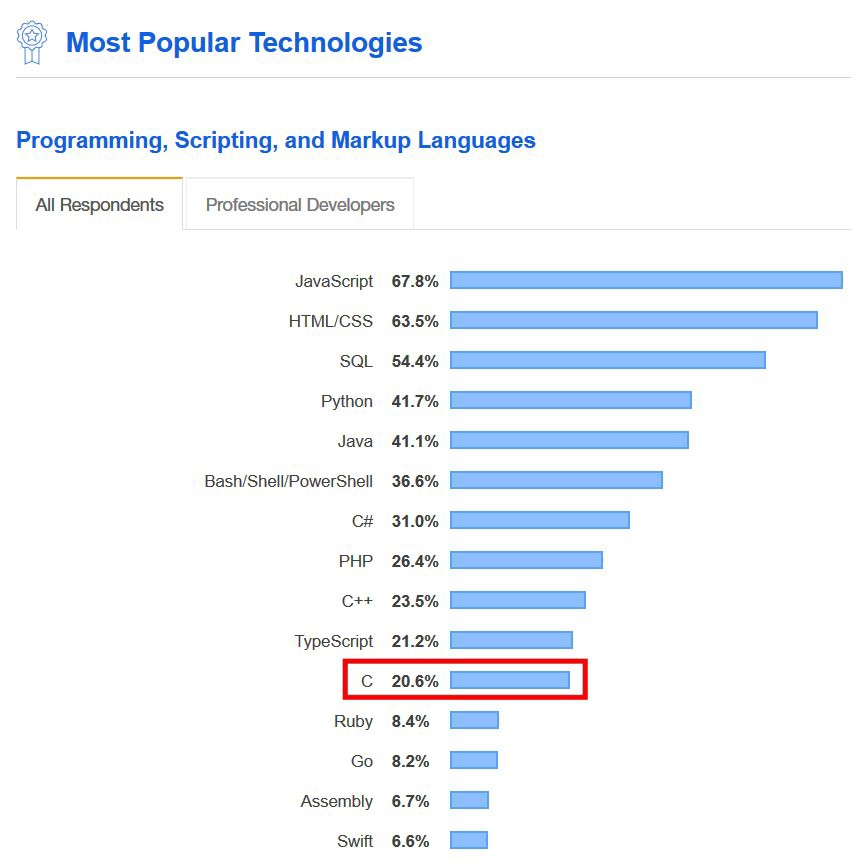 Most Popular Technologies
Programming, Scripting, and Markup Languages
All Respondents Professional Developers
JavaScript 67.8%
HTML/CSS 63.5%
SQL 54.4%
Python 41.7%
Java 41.1%
Bash/Shell/PowerShell 36.6%
C# 31.0%
PHP 26.4%
C++ 23.5%
TypeScript 21.2%
C 20.6%
Ruby 8.4%
Go 8.2%
Assembly 6.7%
Swift 6.6%